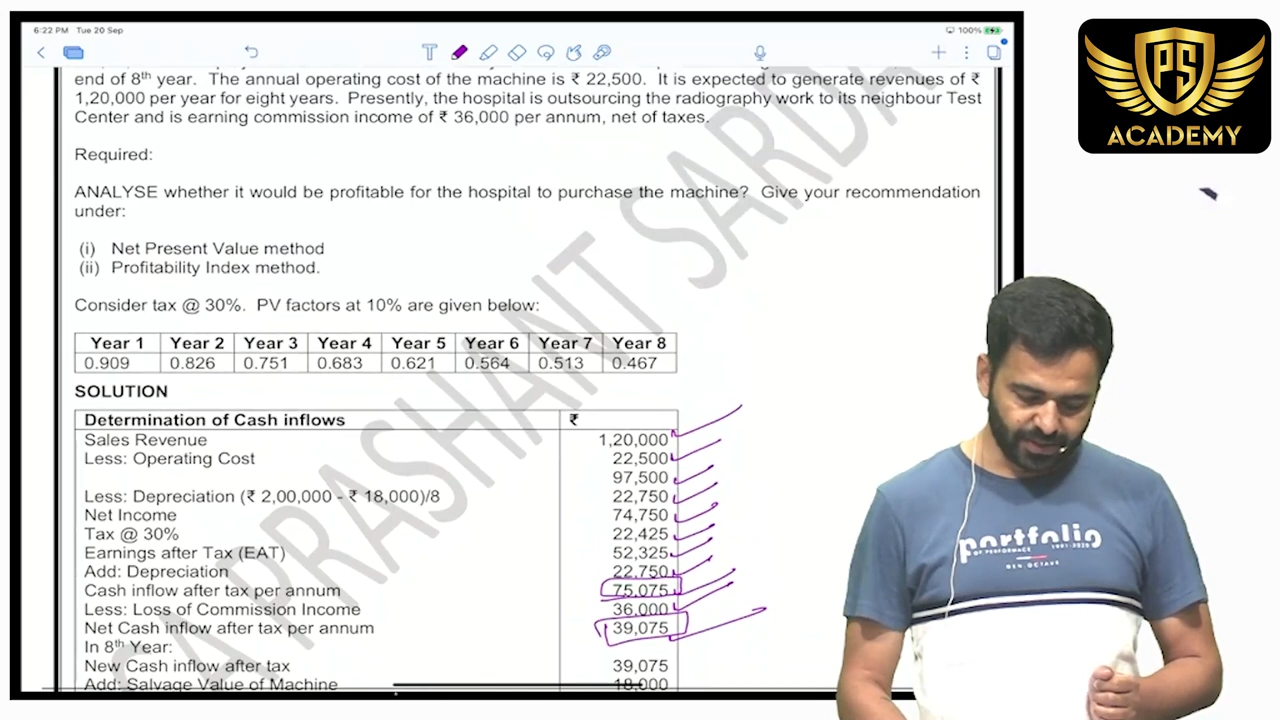 6:22 PM Tue 20 Sep
100%
end of 8th year. The annual operating cost of the machine is ₹ 22,500. It is expected to generate revenues of ₹
1,20,000 per year for eight years. Presently, the hospital is outsourcing the radiography work to its neighbour Test
Center and is earning commission income of ₹ 36,000 per annum, net of taxes.
Required:
ANALYSE whether it would be profitable for the hospital to purchase the machine? Give your recommendation
under:
(i) Net Present Value method
(ii) Profitability Index method.
Consider tax @ 30%. PV factors at 10% are given below:
Year 1 Year 2 Year 3 Year 4 Year 5 Year 6 Year 7 Year 8
0.909 0.826 0.751 0.683 0.621 0.564 0.513 0.467
SOLUTION
Determination of Cash inflows ₹
Sales Revenue 1,20,000
Less: Operating Cost 22,500
97,500
Less: Depreciation (₹ 2,00,000 - ₹ 18,000)/8 22,750
Net Income 74,750
Tax @ 30% 22,425
Earnings after Tax (EAT) 52,325
Add: Depreciation 22,750
Cash inflow after tax per annum 75,075
Less: Loss of Commission Income 36,000
Net Cash inflow after tax per annum 39,075
In 8th Year:
New Cash inflow after tax 39,075
Add: Salvage Value of Machine 18,000
CA PRASHANT SARDA
PS
ACADEMY
portfolio
OF PERFORMANCE 1991-2020